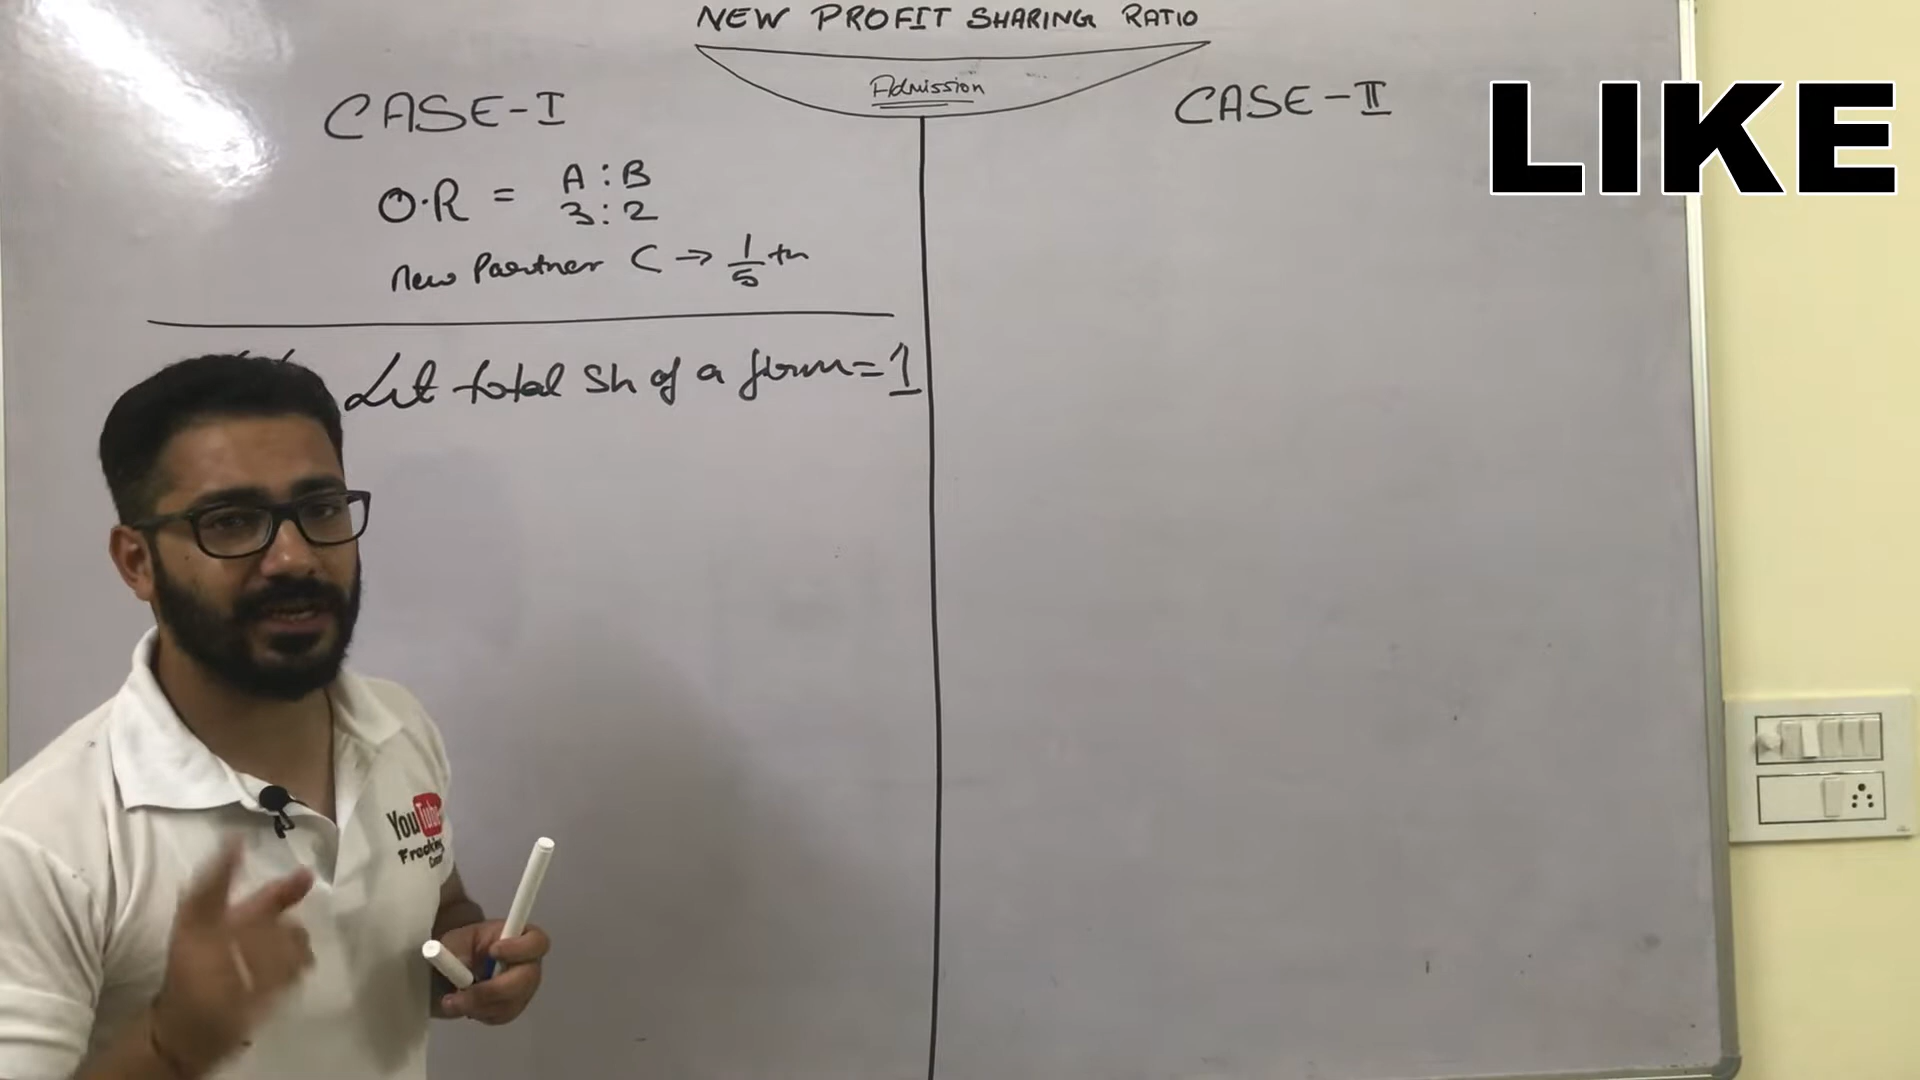 NEW PROFIT SHARING RATIO
Admission
CASE-I
O.R = A : B
3 : 2
New Partner C → 1/5 th
Let total Sh of a firm = 1
CASE-II
LIKE
YouTube